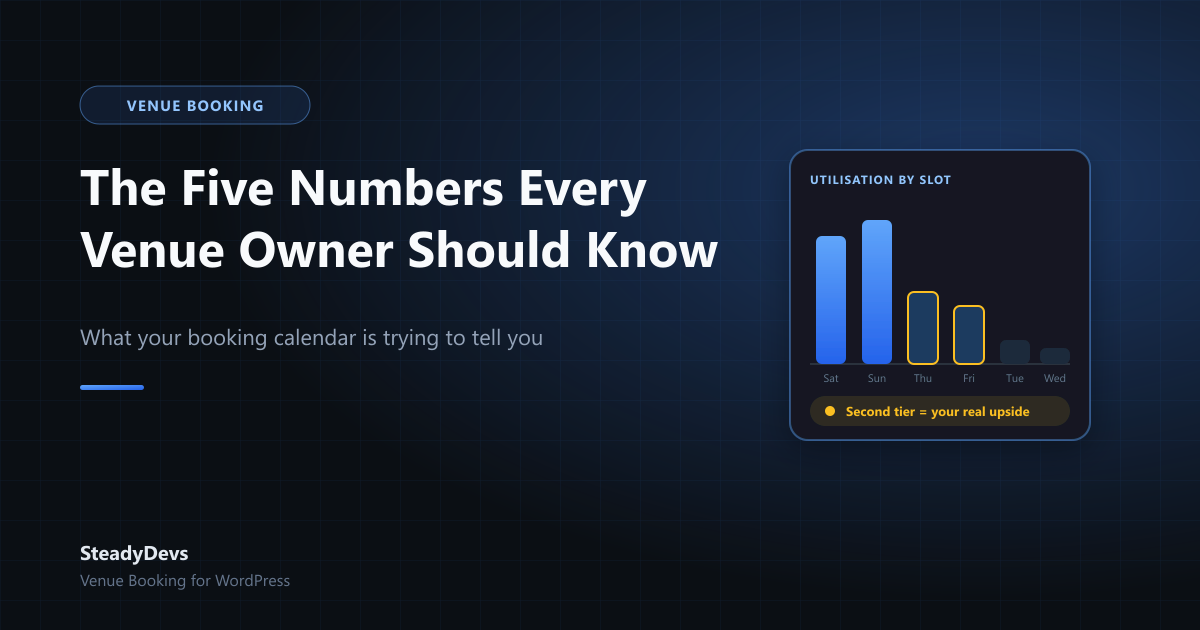 VENUE BOOKING
The Five Numbers Every
Venue Owner Should Know
What your booking calendar is trying to tell you
UTILISATION BY SLOT
Sat Sun Thu Fri Tue Wed
Second tier = your real upside
SteadyDevs
Venue Booking for WordPress